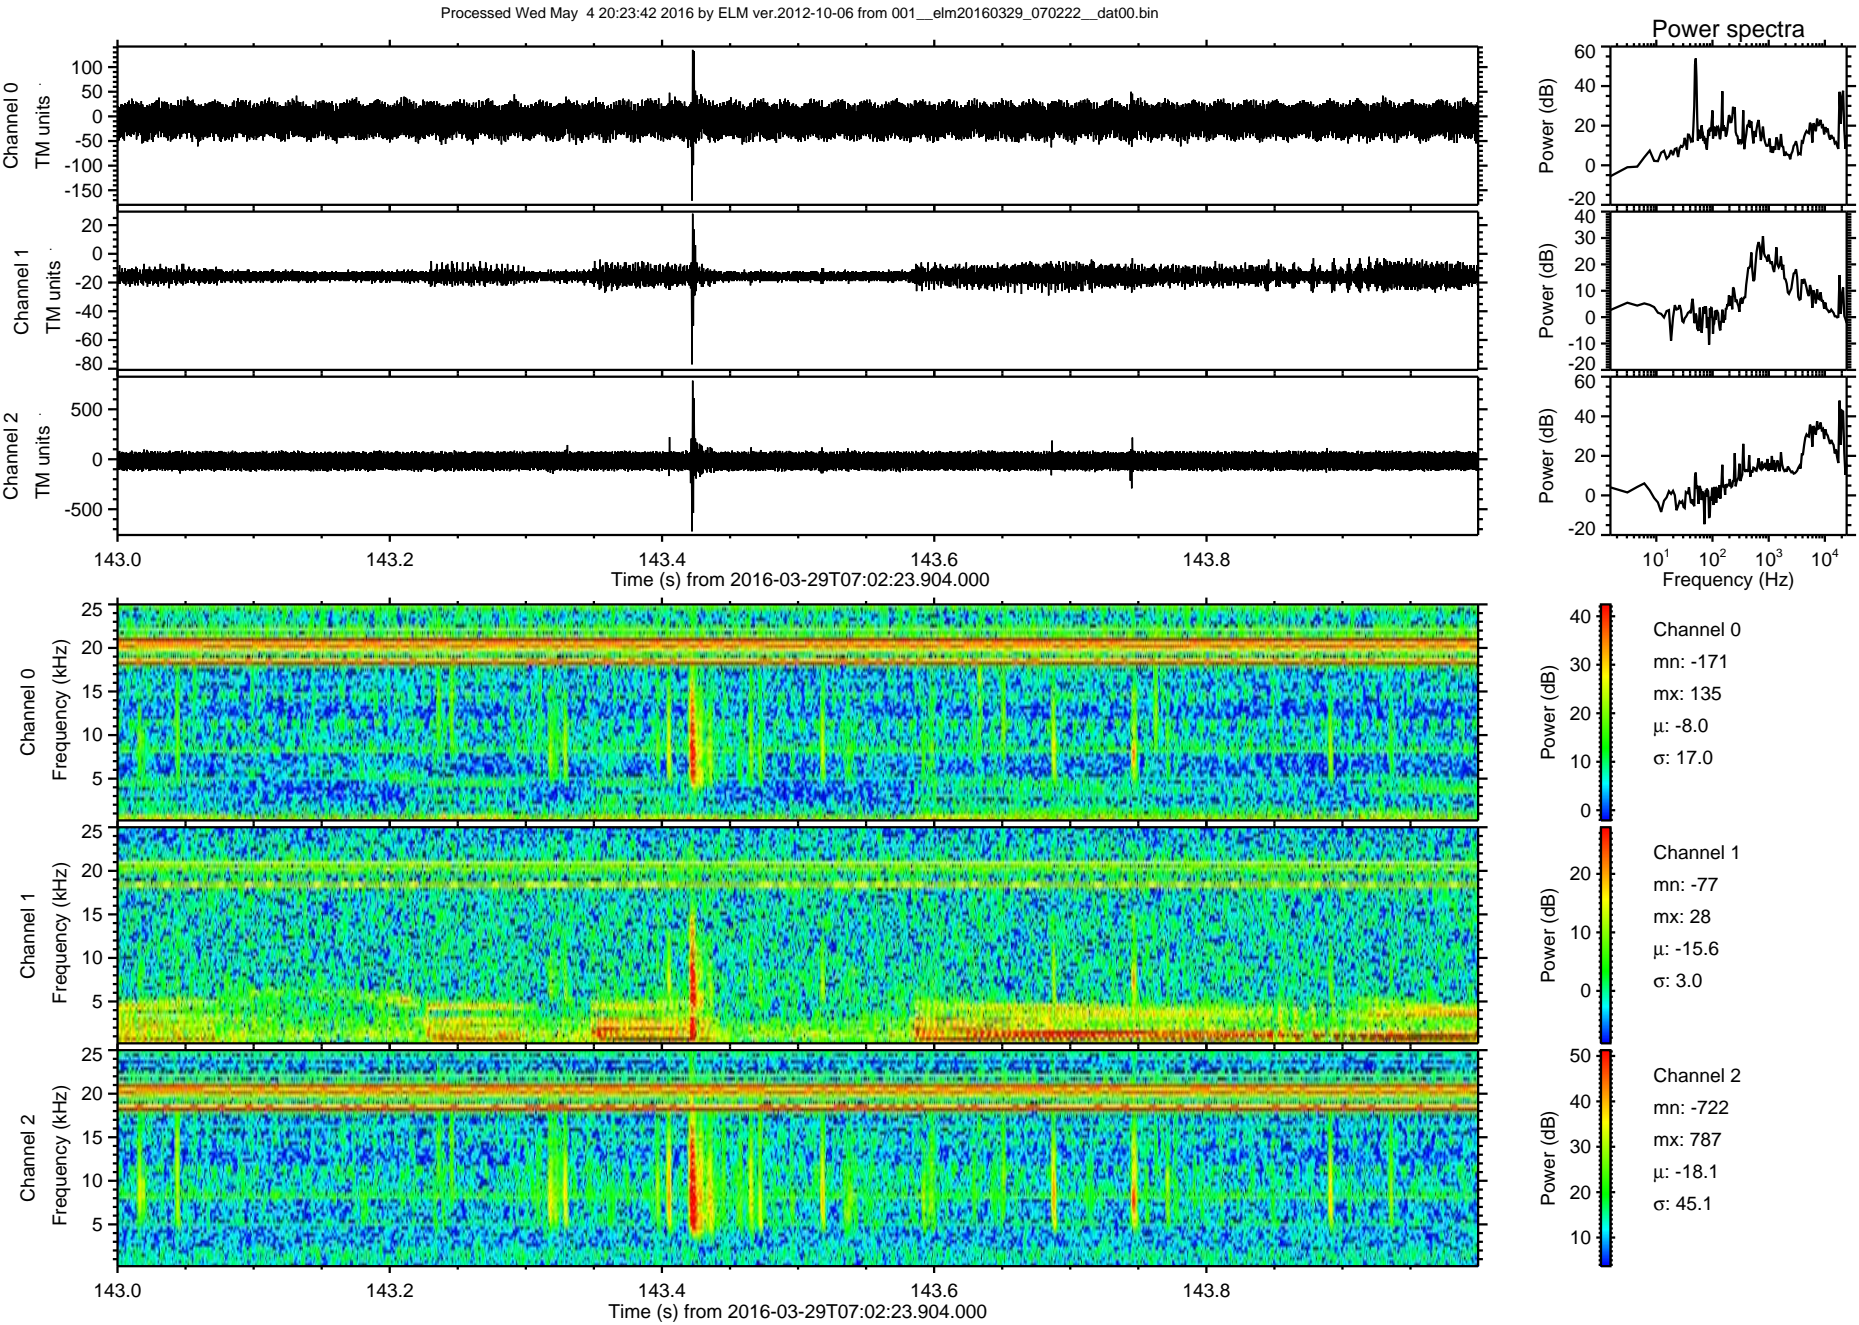 Processed Wed May  4 20:23:42 2016 by ELM ver.2012-10-06 from 001__elm20160329_070222__dat00.bin
Power spectra
Channel 0
TM units
100
50
0
-50
-100
-150
Power (dB)
60
40
20
0
-20
Channel 1
TM units
20
0
-20
-40
-60
-80
Power (dB)
40
30
20
10
0
-10
-20
Channel 2
TM units
500
0
-500
Power (dB)
60
40
20
0
-20
143.0 143.2 143.4 143.6 143.8
Time (s) from 2016-03-29T07:02:23.904.000
10^1 10^2 10^3 10^4
Frequency (Hz)
Channel 0
Frequency (kHz)
25
20
15
10
5
Power (dB)
40
30
20
10
0
Channel 0
mn: -171
mx: 135
μ: -8.0
σ: 17.0
Channel 1
Frequency (kHz)
25
20
15
10
5
Power (dB)
20
10
0
Channel 1
mn: -77
mx: 28
μ: -15.6
σ: 3.0
Channel 2
Frequency (kHz)
25
20
15
10
5
Power (dB)
50
40
30
20
10
Channel 2
mn: -722
mx: 787
μ: -18.1
σ: 45.1
143.0 143.2 143.4 143.6 143.8
Time (s) from 2016-03-29T07:02:23.904.000